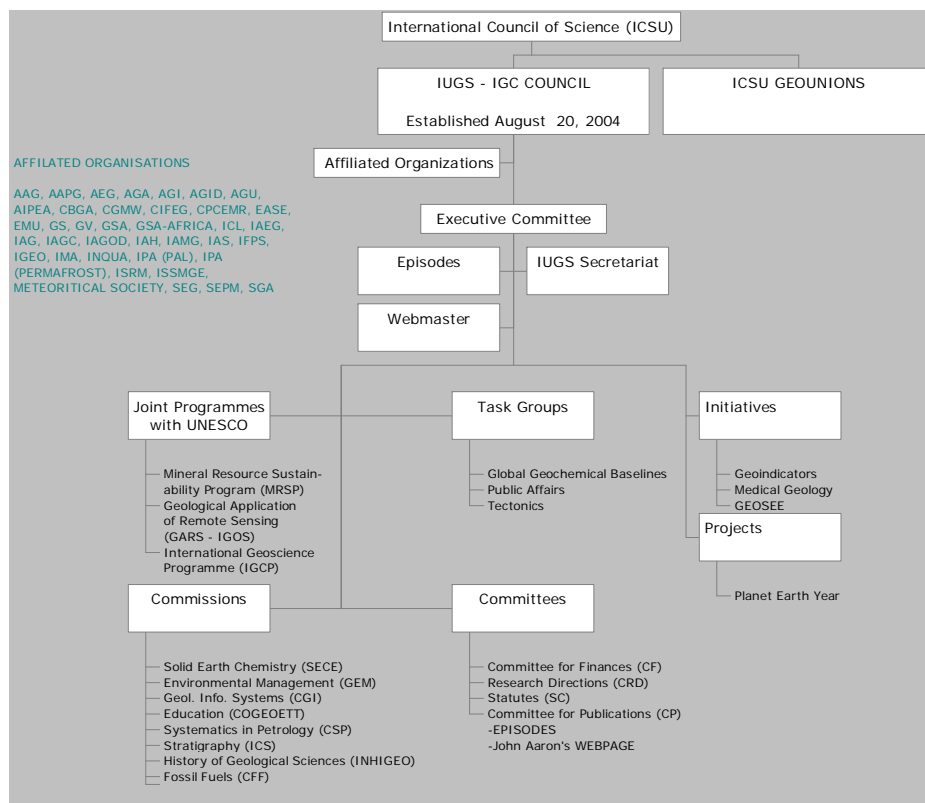 International Council of Science (ICSU)
IUGS - IGC COUNCIL
Established August 20, 2004
ICSU GEOUNIONS
Affiliated Organizations
AFFILATED ORGANISATIONS
AAG, AAPG, AEG, AGA, AGI, AGID, AGU,
AIPEA, CBGA, CGMW, CIFEG, CPCEMR, EASE,
EMU, GS, GV, GSA, GSA-AFRICA, ICL, IAEG,
IAG, IAGC, IAGOD, IAH, IAMG, IAS, IFPS,
IGEO, IMA, INQUA, IPA (PAL), IPA
(PERMAFROST), ISRM, ISSMGE,
METEORITICAL SOCIETY, SEG, SEPM, SGA
Executive Committee
Episodes
IUGS Secretariat
Webmaster
Joint Programmes
with UNESCO
Mineral Resource Sustain-
ability Program (MRSP)
Geological Application
of Remote Sensing
(GARS - IGOS)
International Geoscience
Programme (IGCP)
Task Groups
Global Geochemical Baselines
Public Affairs
Tectonics
Initiatives
Geoindicators
Medical Geology
GEOSEE
Projects
Planet Earth Year
Commissions
Solid Earth Chemistry (SECE)
Environmental Management (GEM)
Geol. Info. Systems (CGI)
Education (COGEOETT)
Systematics in Petrology (CSP)
Stratigraphy (ICS)
History of Geological Sciences (INHIGEO)
Fossil Fuels (CFF)
Committees
Committee for Finances (CF)
Research Directions (CRD)
Statutes (SC)
Committee for Publications (CP)
-EPISODES
-John Aaron's WEBPAGE